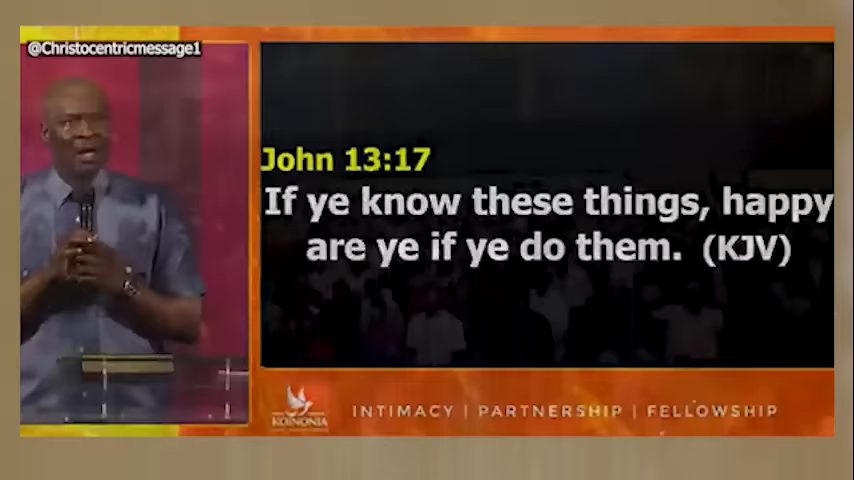 @Christocentricmessage1
John 13:17
If ye know these things, happy
are ye if ye do them. (KJV)
KOINONIA
INTIMACY | PARTNERSHIP | FELLOWSHIP